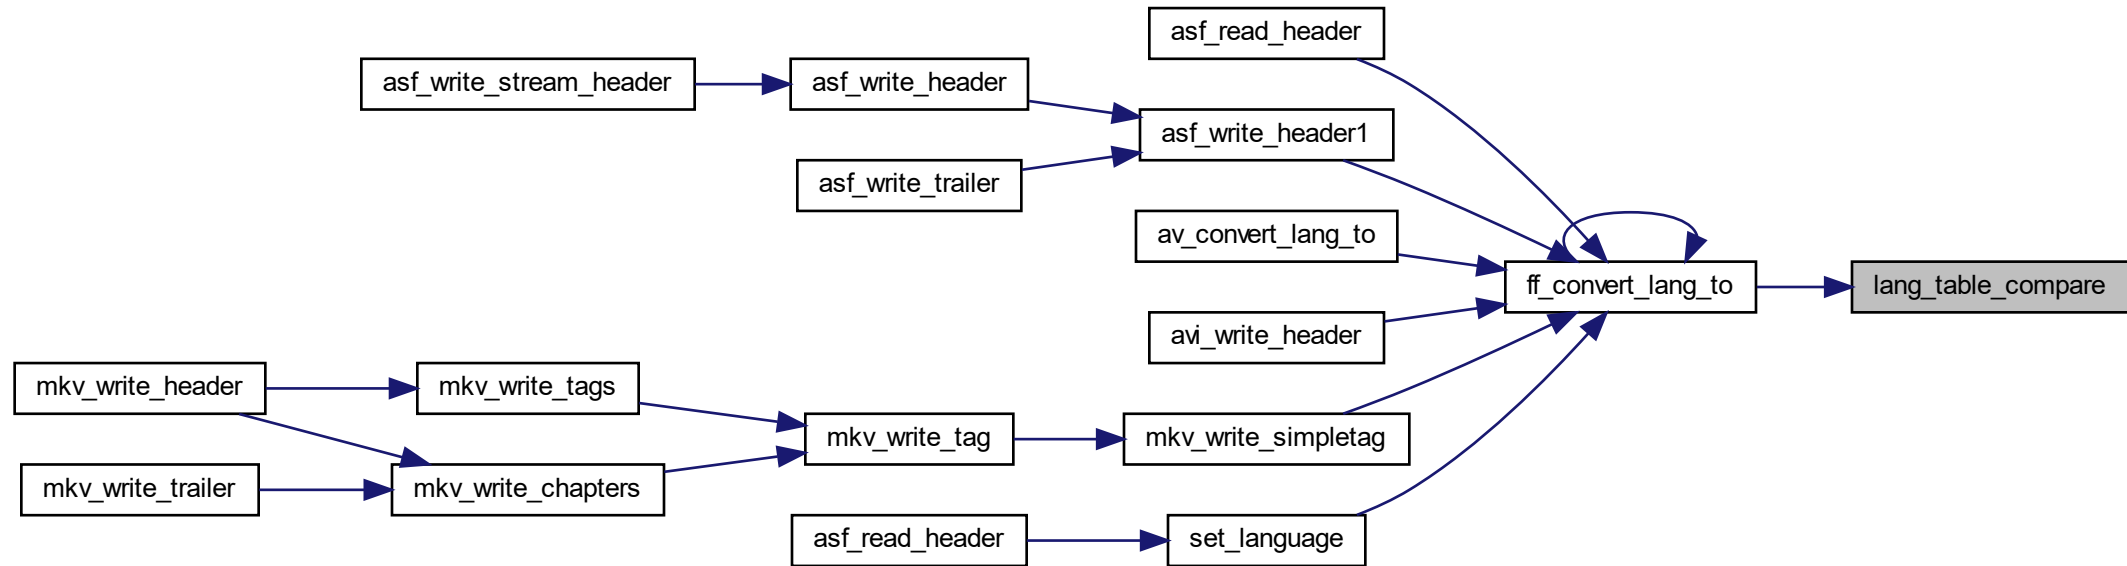 asf_read_header
asf_write_stream_header
asf_write_header
asf_write_header1
asf_write_trailer
av_convert_lang_to
ff_convert_lang_to
lang_table_compare
avi_write_header
mkv_write_header
mkv_write_tags
mkv_write_tag
mkv_write_simpletag
mkv_write_trailer
mkv_write_chapters
asf_read_header
set_language